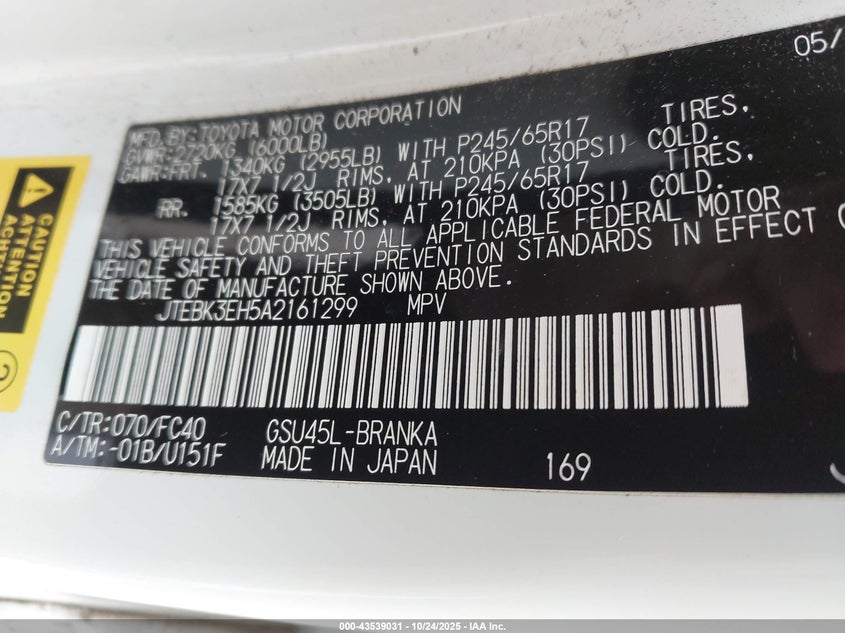 05/
MFD. BY: TOYOTA MOTOR CORPORATION
GVWR: 2720KG (6000LB)
GAWR: FRT. 1340KG (2955LB) WITH P245/65R17 TIRES,
17X7 1/2J RIMS, AT 210KPA (30PSI) COLD.
RR. 1585KG (3505LB) WITH P245/65R17 TIRES,
17X7 1/2J RIMS, AT 210KPA (30PSI) COLD.
THIS VEHICLE CONFORMS TO ALL APPLICABLE FEDERAL MOTOR
VEHICLE SAFETY AND THEFT PREVENTION STANDARDS IN EFFECT
THE DATE OF MANUFACTURE SHOWN ABOVE.
JTEBK3EH5A2161299 MPV
C/TR: 070/FC40 GSU45L-BRANKA
A/TM: -01B/U151F MADE IN JAPAN 169
CAUTION
ATTENTION
ACHTUNG
000-43539031 - 10/24/2025 - IAA Inc.